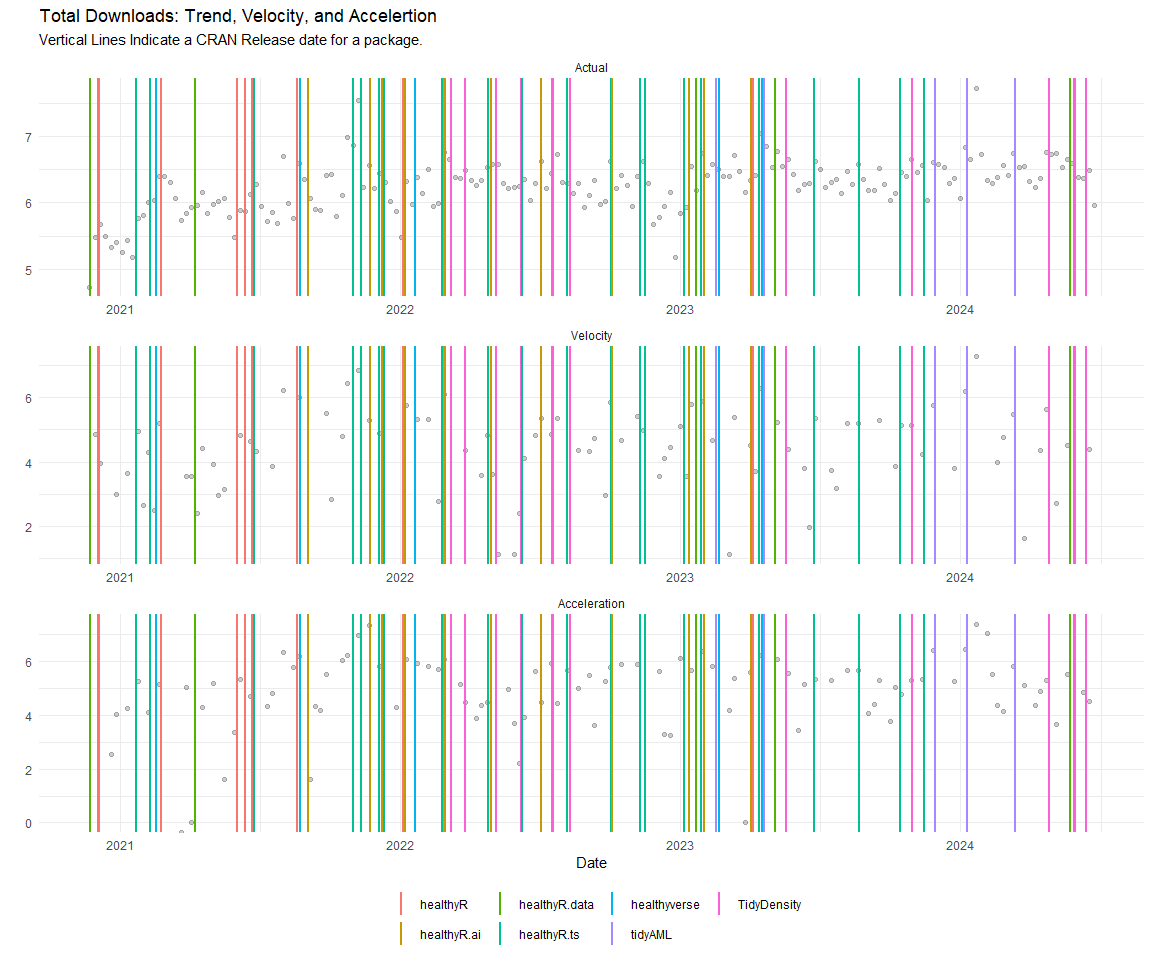 Total Downloads: Trend, Velocity, and Accelertion
Vertical Lines Indicate a CRAN Release date for a package.
Actual
7
6
5
2021 2022 2023 2024
Velocity
6
4
2
2021 2022 2023 2024
Acceleration
6
4
2
0
2021 2022 2023 2024
Date
healthyR healthyR.data healthyverse TidyDensity
healthyR.ai healthyR.ts tidyAML